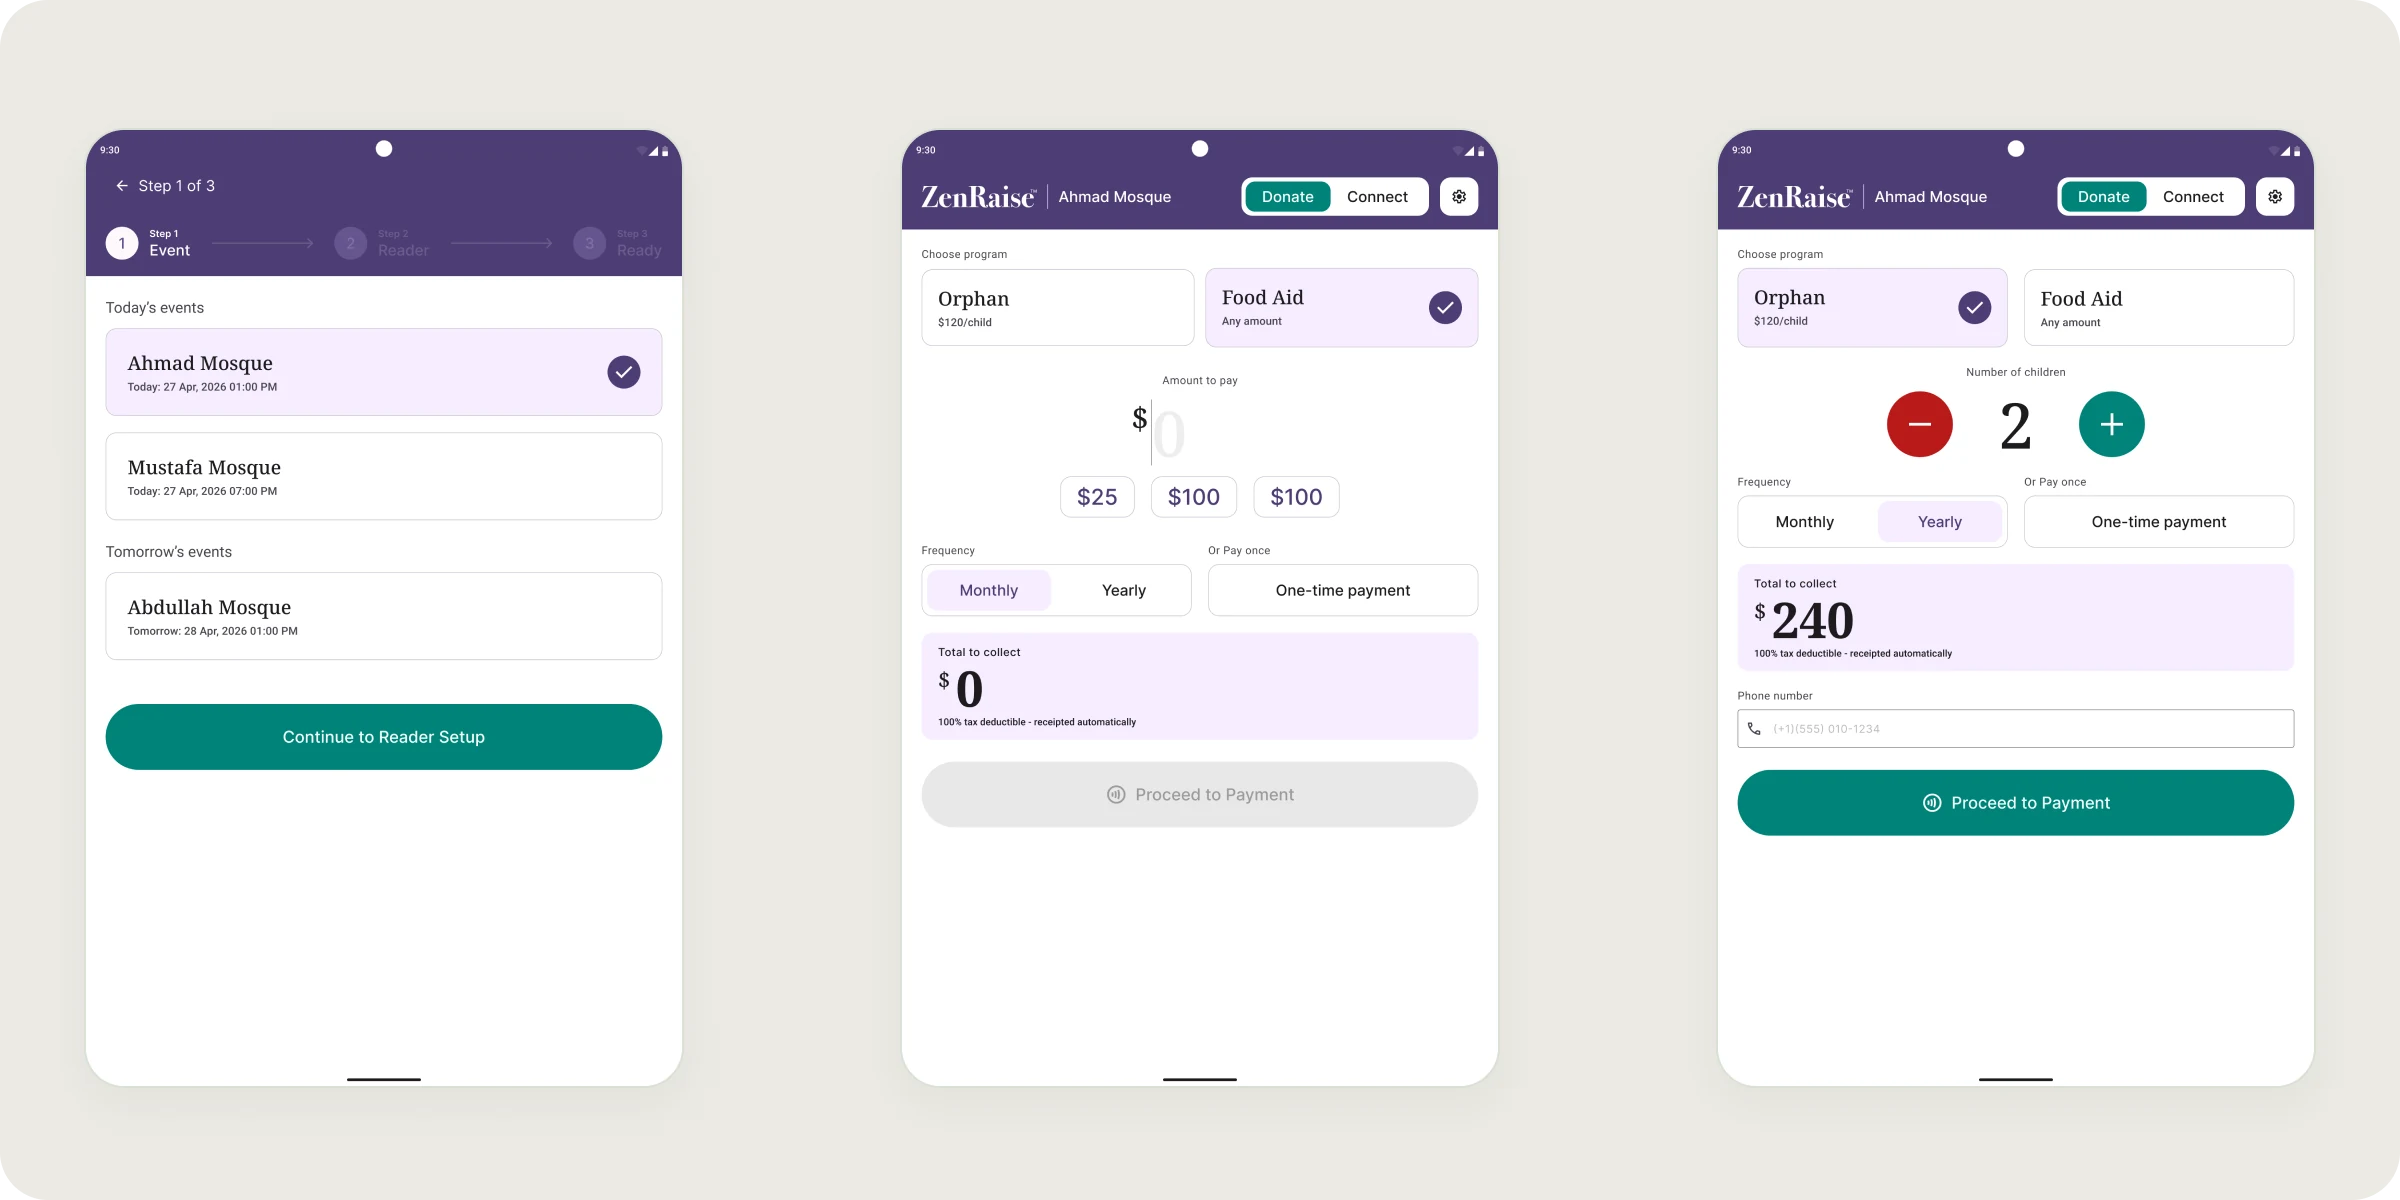 9:30
Step 1 of 3
1
Step 1
Event
2
Step 2
Reader
3
Step 3
Ready
Today's events
Ahmad Mosque
Today: 27 Apr, 2026 01:00 PM
Mustafa Mosque
Today: 27 Apr, 2026 07:00 PM
Tomorrow's events
Abdullah Mosque
Tomorrow: 28 Apr, 2026 01:00 PM
Continue to Reader Setup
9:30
ZenRaise™ Ahmad Mosque
Donate Connect
Choose program
Orphan
$120/child
Food Aid
Any amount
Amount to pay
$0
$25 $100 $100
Frequency
Monthly Yearly
Or Pay once
One-time payment
Total to collect
$0
100% tax deductible - receipted automatically
Proceed to Payment
9:30
ZenRaise™ Ahmad Mosque
Donate Connect
Choose program
Orphan
$120/child
Food Aid
Any amount
Number of children
2
Frequency
Monthly Yearly
Or Pay once
One-time payment
Total to collect
$240
100% tax deductible - receipted automatically
Phone number
(+1)(555) 010-1234
Proceed to Payment